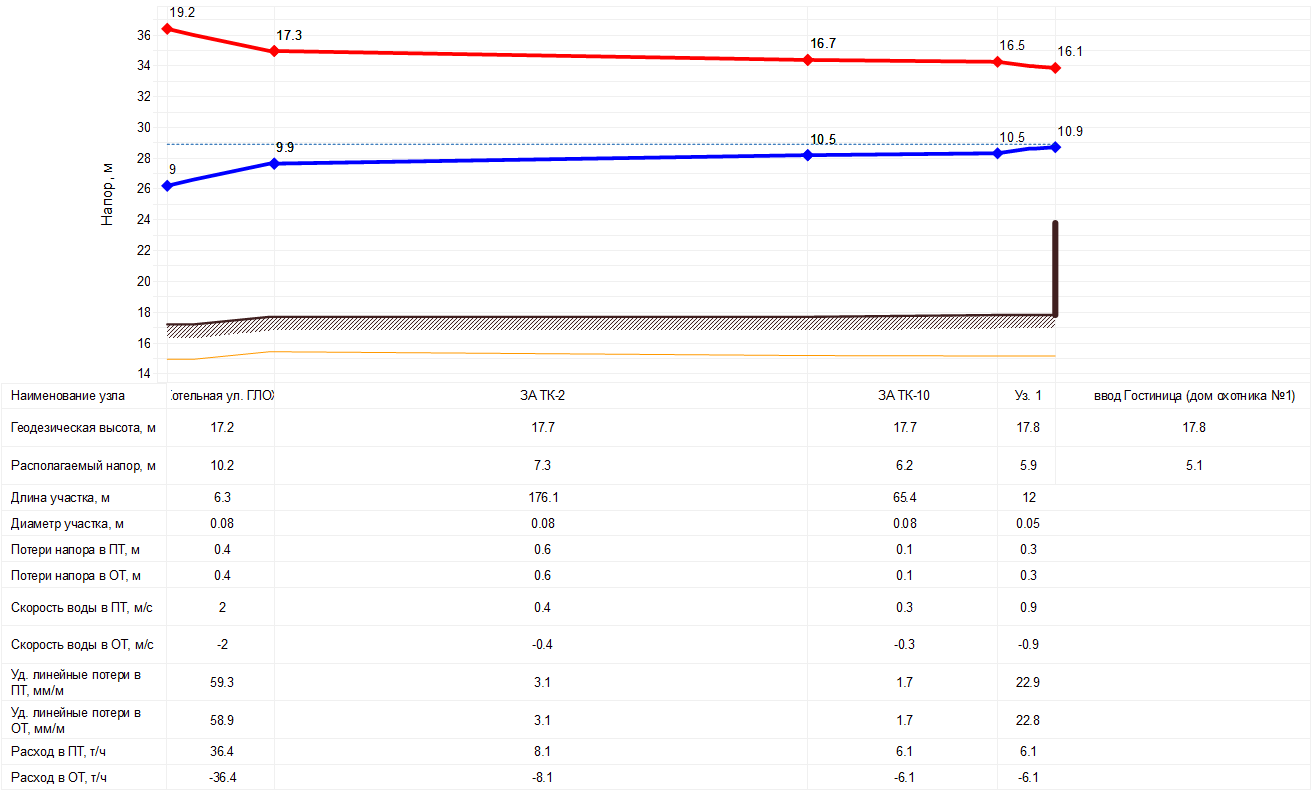 19.2
17.3
16.7
16.5
16.1
36
34
32
30
28
26
24
22
20
18
16
14
Напор, м
9
9.9
10.5
10.5
10.9
Наименование узла
отельная ул. ГЛОХ
ЗА ТК-2
ЗА ТК-10
Уз. 1
ввод Гостиница (дом охотника №1)
Геодезическая высота, м 17.2 17.7 17.7 17.8 17.8
Располагаемый напор, м 10.2 7.3 6.2 5.9 5.1
Длина участка, м 6.3 176.1 65.4 12
Диаметр участка, м 0.08 0.08 0.08 0.05
Потери напора в ПТ, м 0.4 0.6 0.1 0.3
Потери напора в ОТ, м 0.4 0.6 0.1 0.3
Скорость воды в ПТ, м/с 2 0.4 0.3 0.9
Скорость воды в ОТ, м/с -2 -0.4 -0.3 -0.9
Уд. линейные потери в
ПТ, мм/м 59.3 3.1 1.7 22.9
Уд. линейные потери в
ОТ, мм/м 58.9 3.1 1.7 22.8
Расход в ПТ, т/ч 36.4 8.1 6.1 6.1
Расход в ОТ, т/ч -36.4 -8.1 -6.1 -6.1